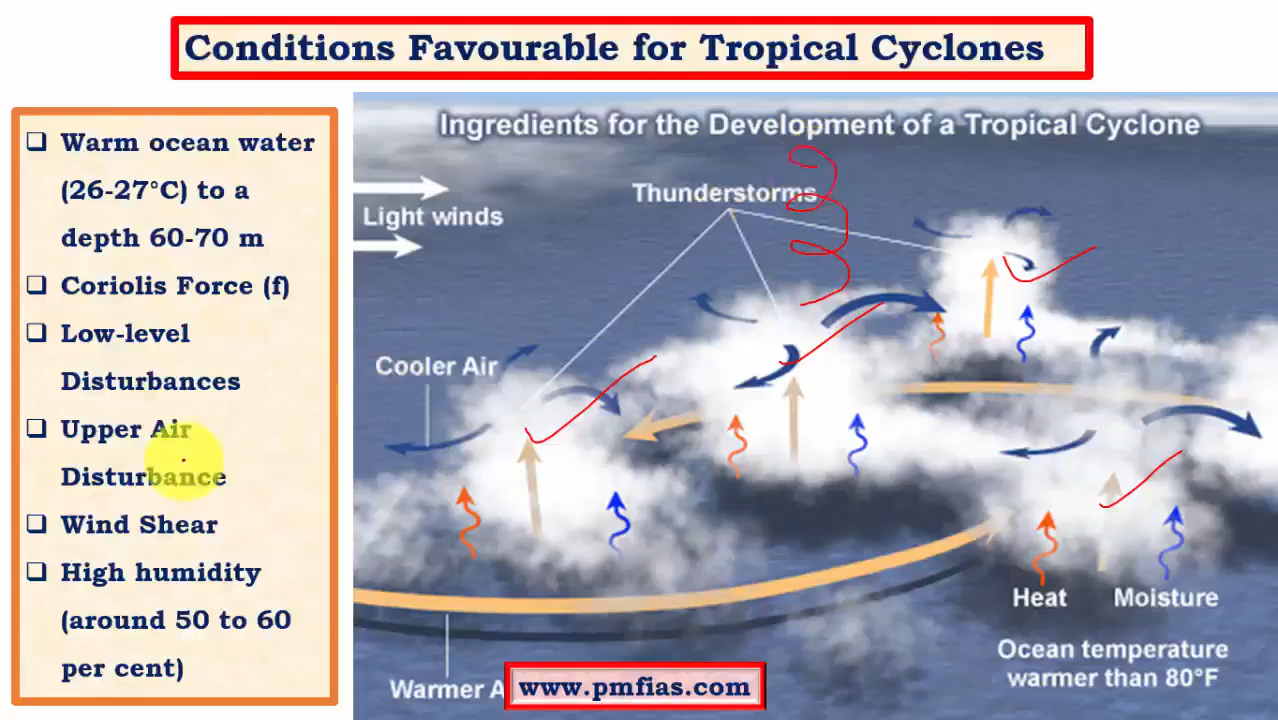 Conditions Favourable for Tropical Cyclones
❑ Warm ocean water
(26-27°C) to a
depth 60-70 m
❑ Coriolis Force (f)
❑ Low-level
Disturbances
❑ Upper Air
Disturbance
❑ Wind Shear
❑ High humidity
(around 50 to 60
per cent)
Ingredients for the Development of a Tropical Cyclone
Thunderstorms
Light winds
Cooler Air
Heat
Moisture
Ocean temperature
warmer than 80°F
Warmer A
www.pmfias.com